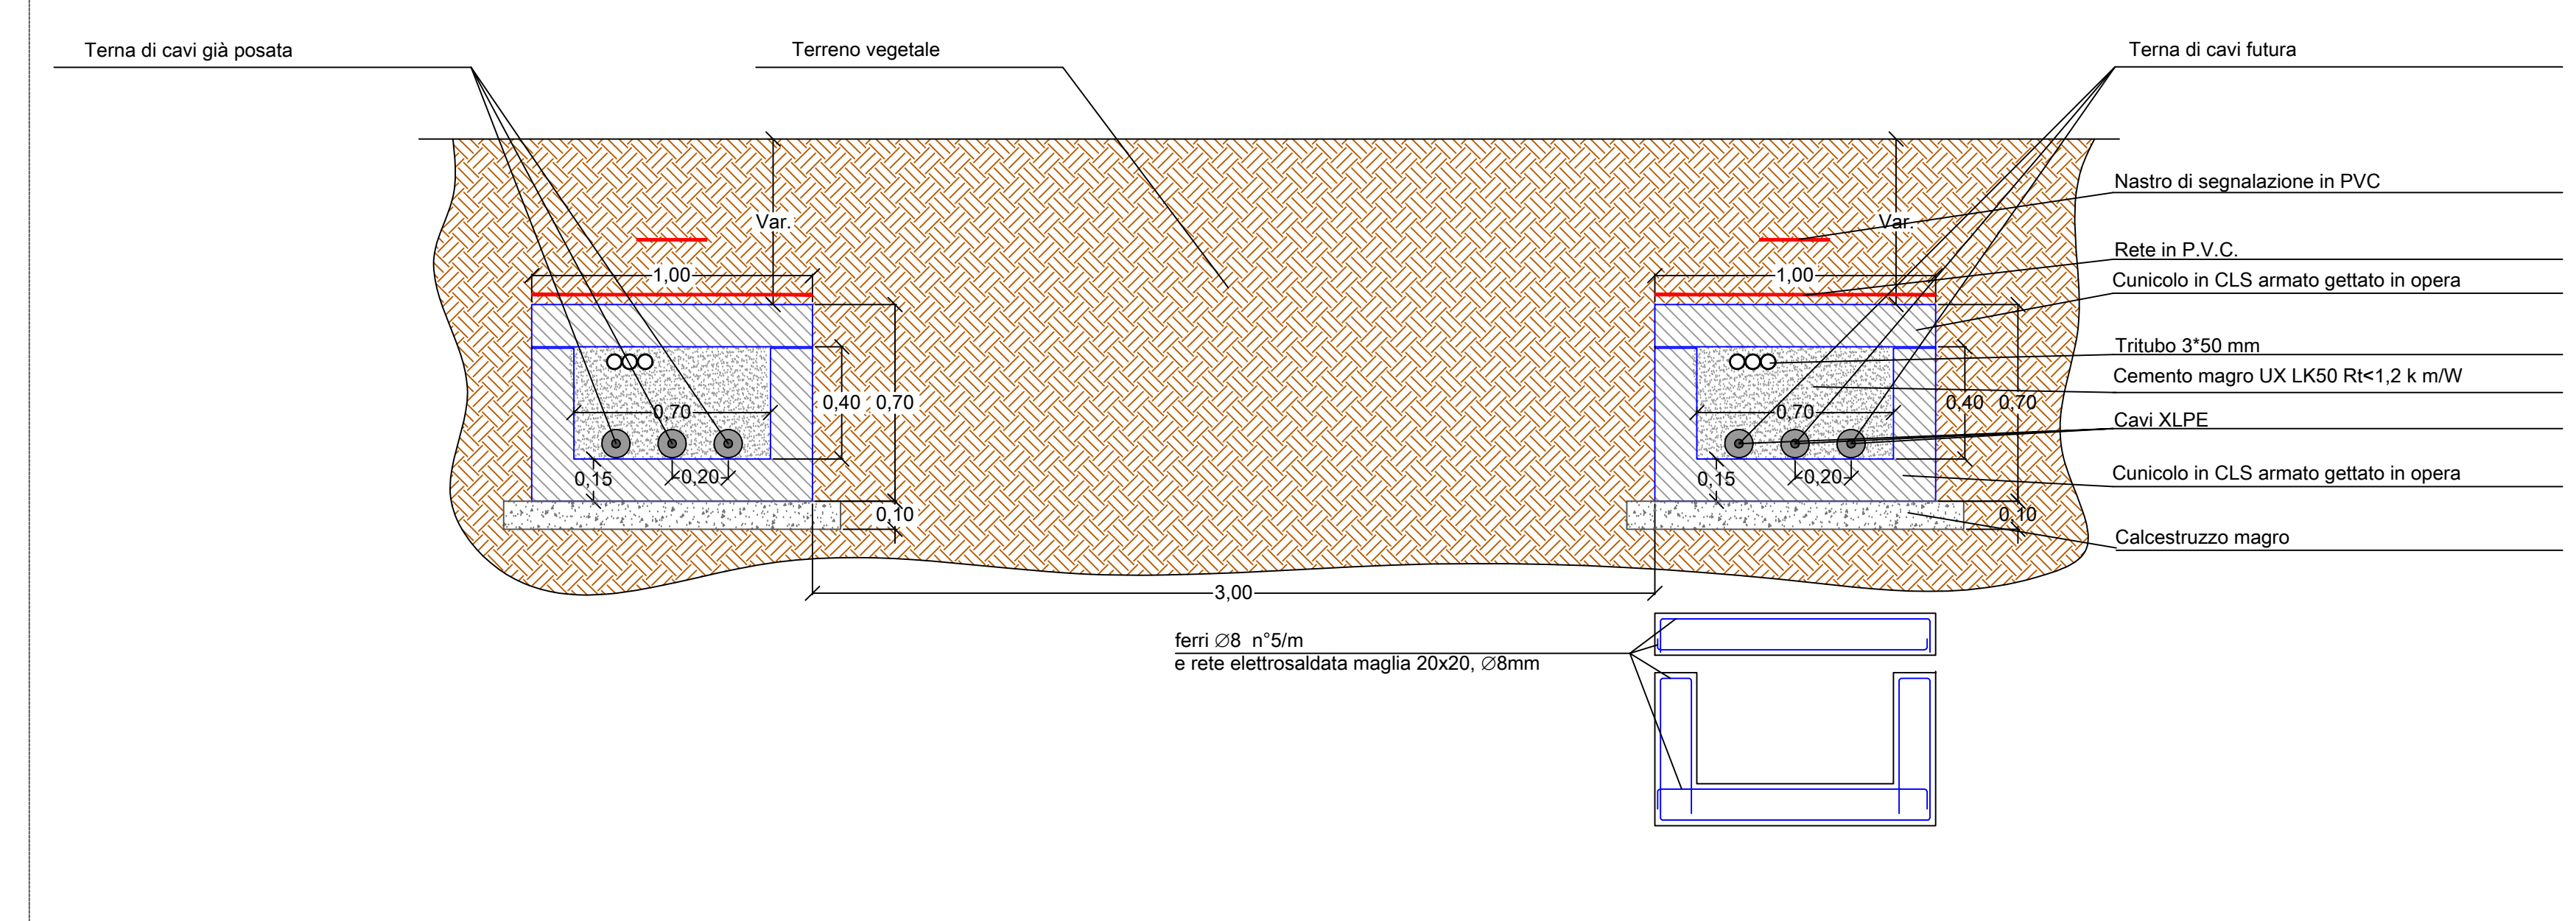 Terna di cavi già posata
Terreno vegetale
Terna di cavi futura
Nastro di segnalazione in PVC
Var.
Var.
Rete in P.V.C.
1,00
1,00
Cunicolo in CLS armato gettato in opera
Tritubo 3*50 mm
Cemento magro UX LK50 Rt<1,2 k m/W
0,40
0,70
0,40
0,70
0,70
0,70
Cavi XLPE
0,15
0,20
0,15
0,20
Cunicolo in CLS armato gettato in opera
0,10
0,10
Calcestruzzo magro
3,00
ferri ∅8 n°5/m
e rete elettrosaldata maglia 20x20, ∅8mm